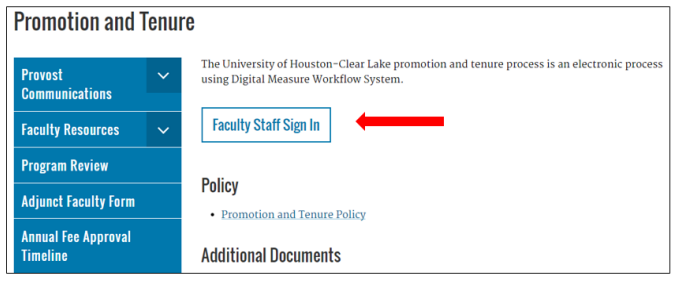 Promotion and Tenure
Provost
Communications
Faculty Resources
Program Review
Adjunct Faculty Form
Annual Fee Approval
Timeline
The University of Houston-Clear Lake promotion and tenure process is an electronic process
using Digital Measure Workflow System.
Faculty Staff Sign In
Policy
• Promotion and Tenure Policy
Additional Documents